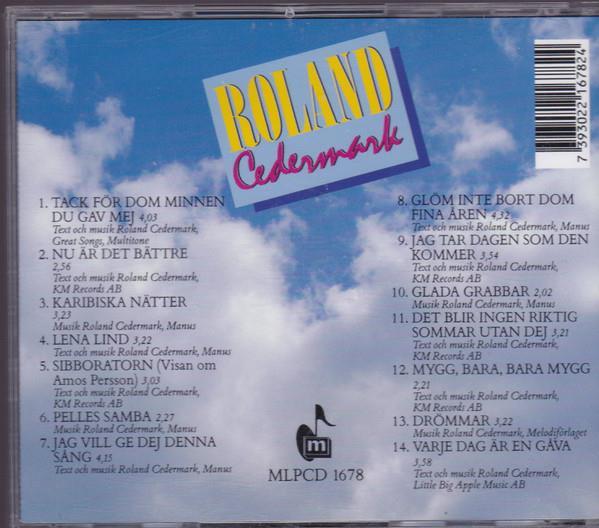 ROLAND
Cedermark
7 393022 167824
1. TACK FÖR DOM MINNEN
DU GAV MEJ 4,03
Text och musik Roland Cedermark,
Great Songs, Multitone
2. NU ÄR DET BÄTTRE
2,56
Text och musik Roland Cedermark,
KM Records AB
3. KARIBISKA NÄTTER
3,23
Musik Roland Cedermark, Manus
4. LENA LIND 3,22
Text och musik Roland Cedermark, Manus
5. SIBBORATORN (Visan om
Amos Persson) 3,03
Text och musik Roland Cedermark,
KM Records AB
6. PELLES SAMBA 2,27
Musik Roland Cedermark, Manus
7. JAG VILL GE DEJ DENNA
SÅNG 4,15
Text och musik Roland Cedermark, Manus
8. GLÖM INTE BORT DOM
FINA ÅREN 4,32
Text och musik Roland Cedermark, Manus
9. JAG TAR DAGEN SOM DEN
KOMMER 3,54
Text och musik Roland Cedermark,
KM Records AB
10. GLADA GRABBAR 2,02
Musik Roland Cedermark, Manus
11. DET BLIR INGEN RIKTIG
SOMMAR UTAN DEJ 3,21
Text och musik Roland Cedermark,
KM Records AB
12. MYGG, BARA, BARA MYGG
2,21
Text och musik Roland Cedermark,
KM Records AB
13. DRÖMMAR 3,22
Musik Roland Cedermark, Melodiförlaget
14. VARJE DAG ÄR EN GÅVA
3,58
Text och musik Roland Cedermark,
Little Big Apple Music AB
m
MLPCD 1678